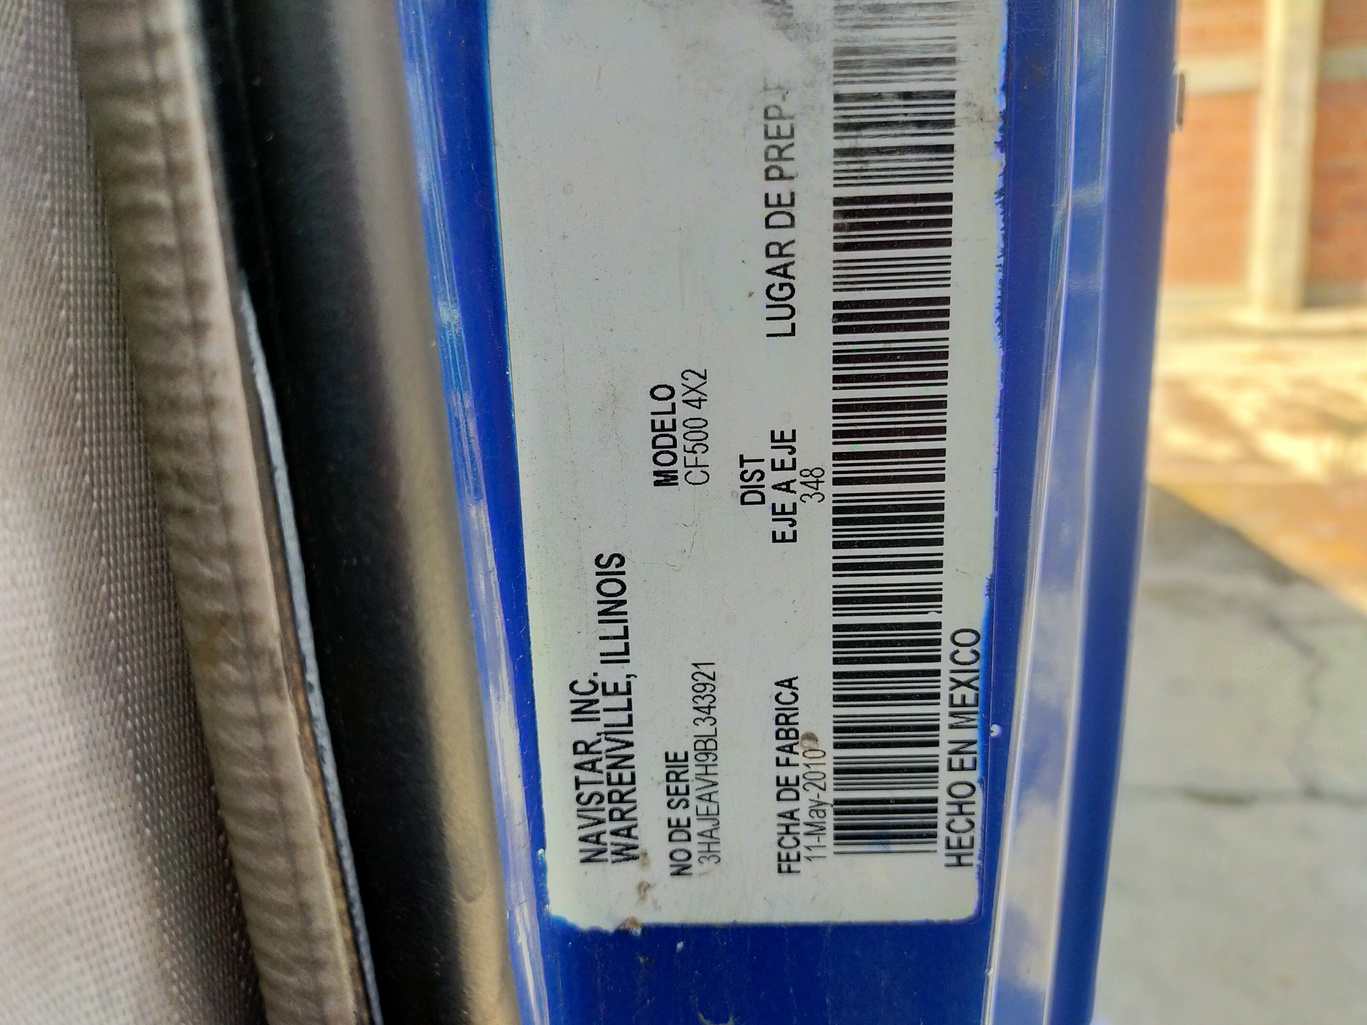 NAVISTAR, INC.
WARRENVILLE, ILLINOIS
NO DE SERIE
3HAJEAVH9BL343921
MODELO
CF500 4X2
FECHA DE FABRICA
11-May-2010
DIST
EJE A EJE
348
LUGAR DE PREP-
HECHO EN MEXICO